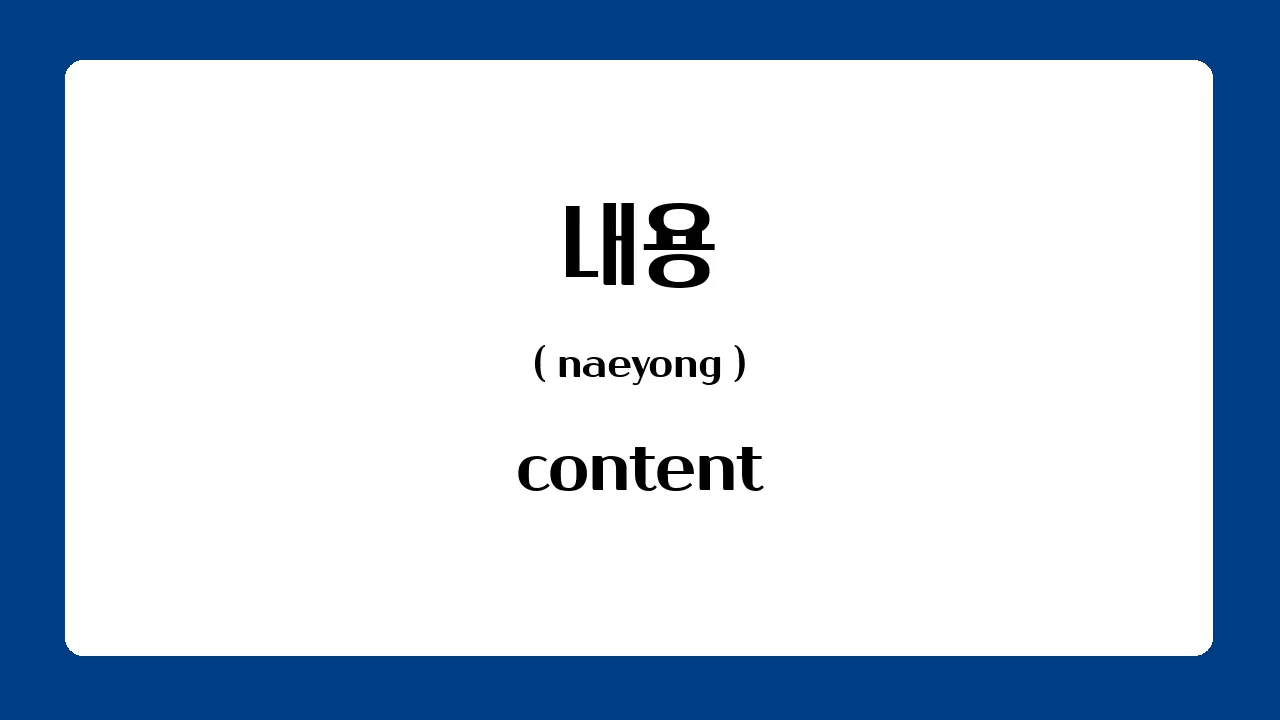 내용
( naeyong )
content